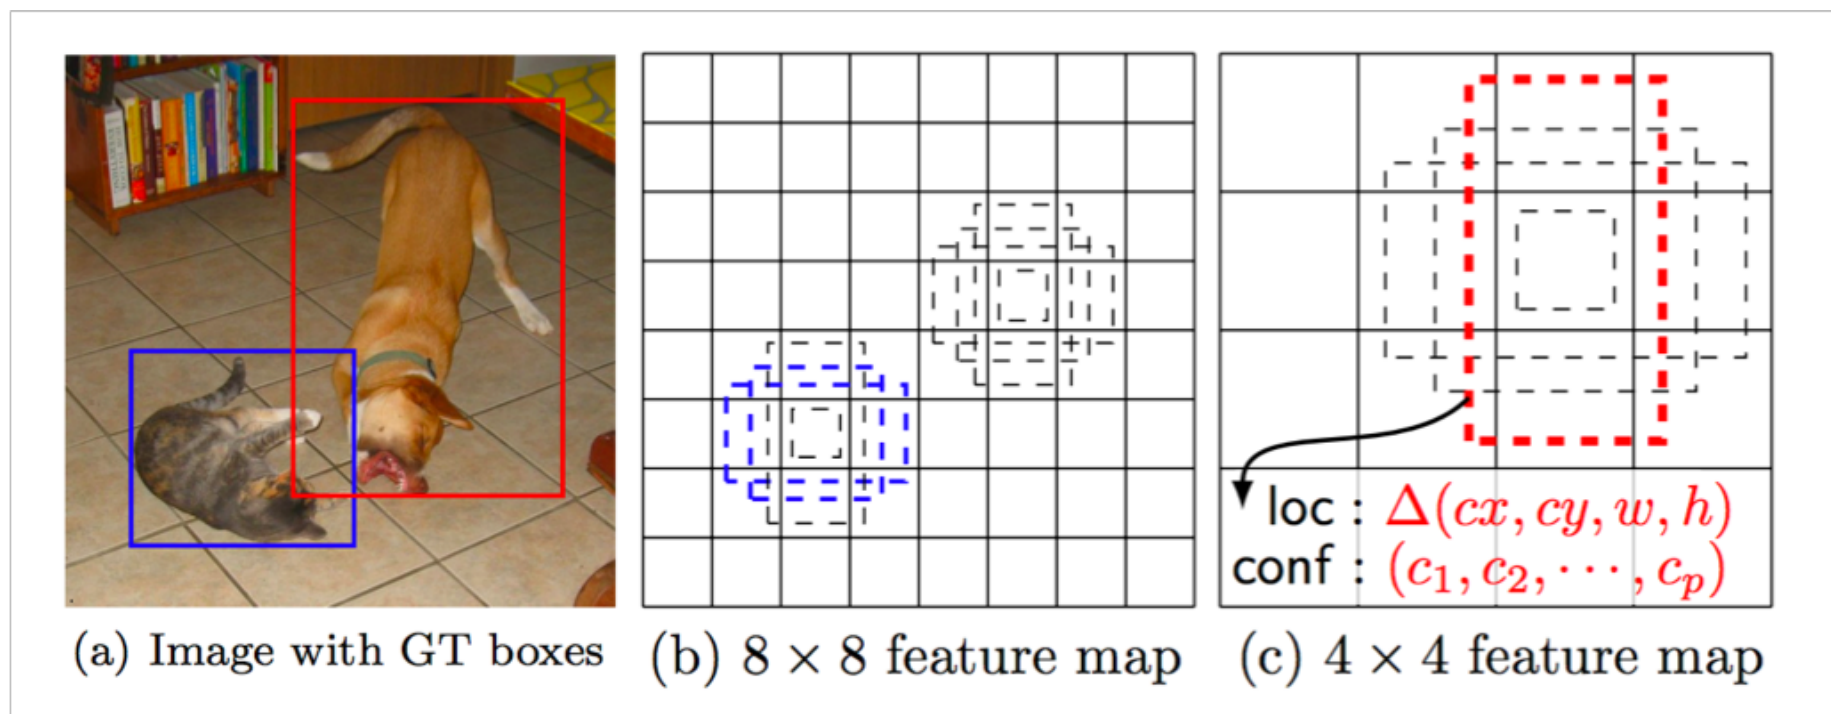 loc : Δ(cx, cy, w, h)
conf : (c₁, c₂, ⋯, cₚ)
(a) Image with GT boxes
(b) 8 × 8 feature map
(c) 4 × 4 feature map